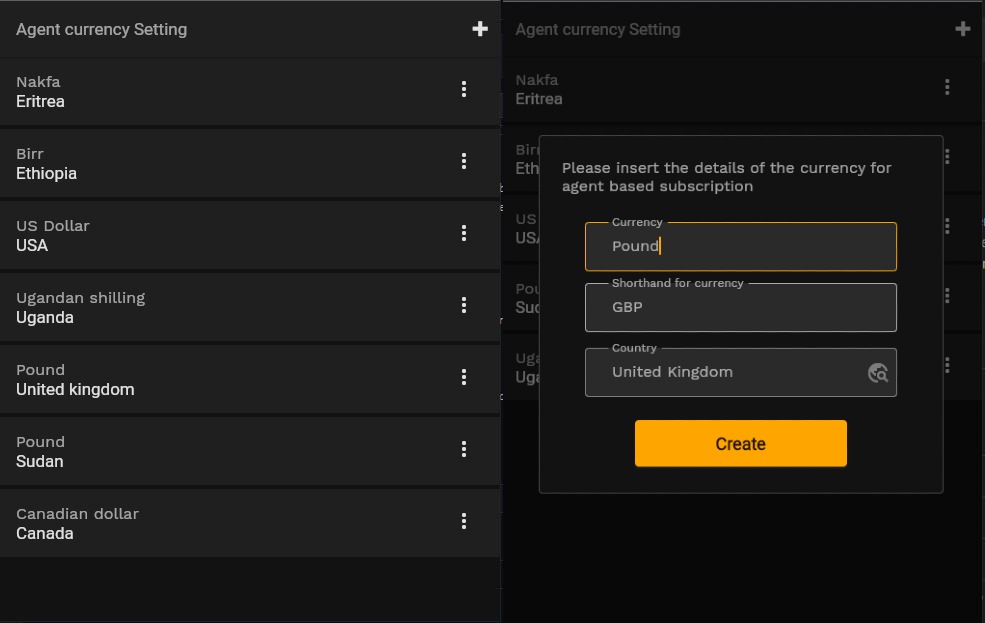 Agent currency Setting
Nakfa
Eritrea
Birr
Ethiopia
US Dollar
USA
Ugandan shilling
Uganda
Pound
United kingdom
Pound
Sudan
Canadian dollar
Canada
Agent currency Setting
Nakfa
Eritrea
Bir
Eth
US
USA
Pou
Sud
Uga
Uga
Please insert the details of the currency for
agent based subscription
Currency
Pound
Shorthand for currency
GBP
Country
United Kingdom
Create